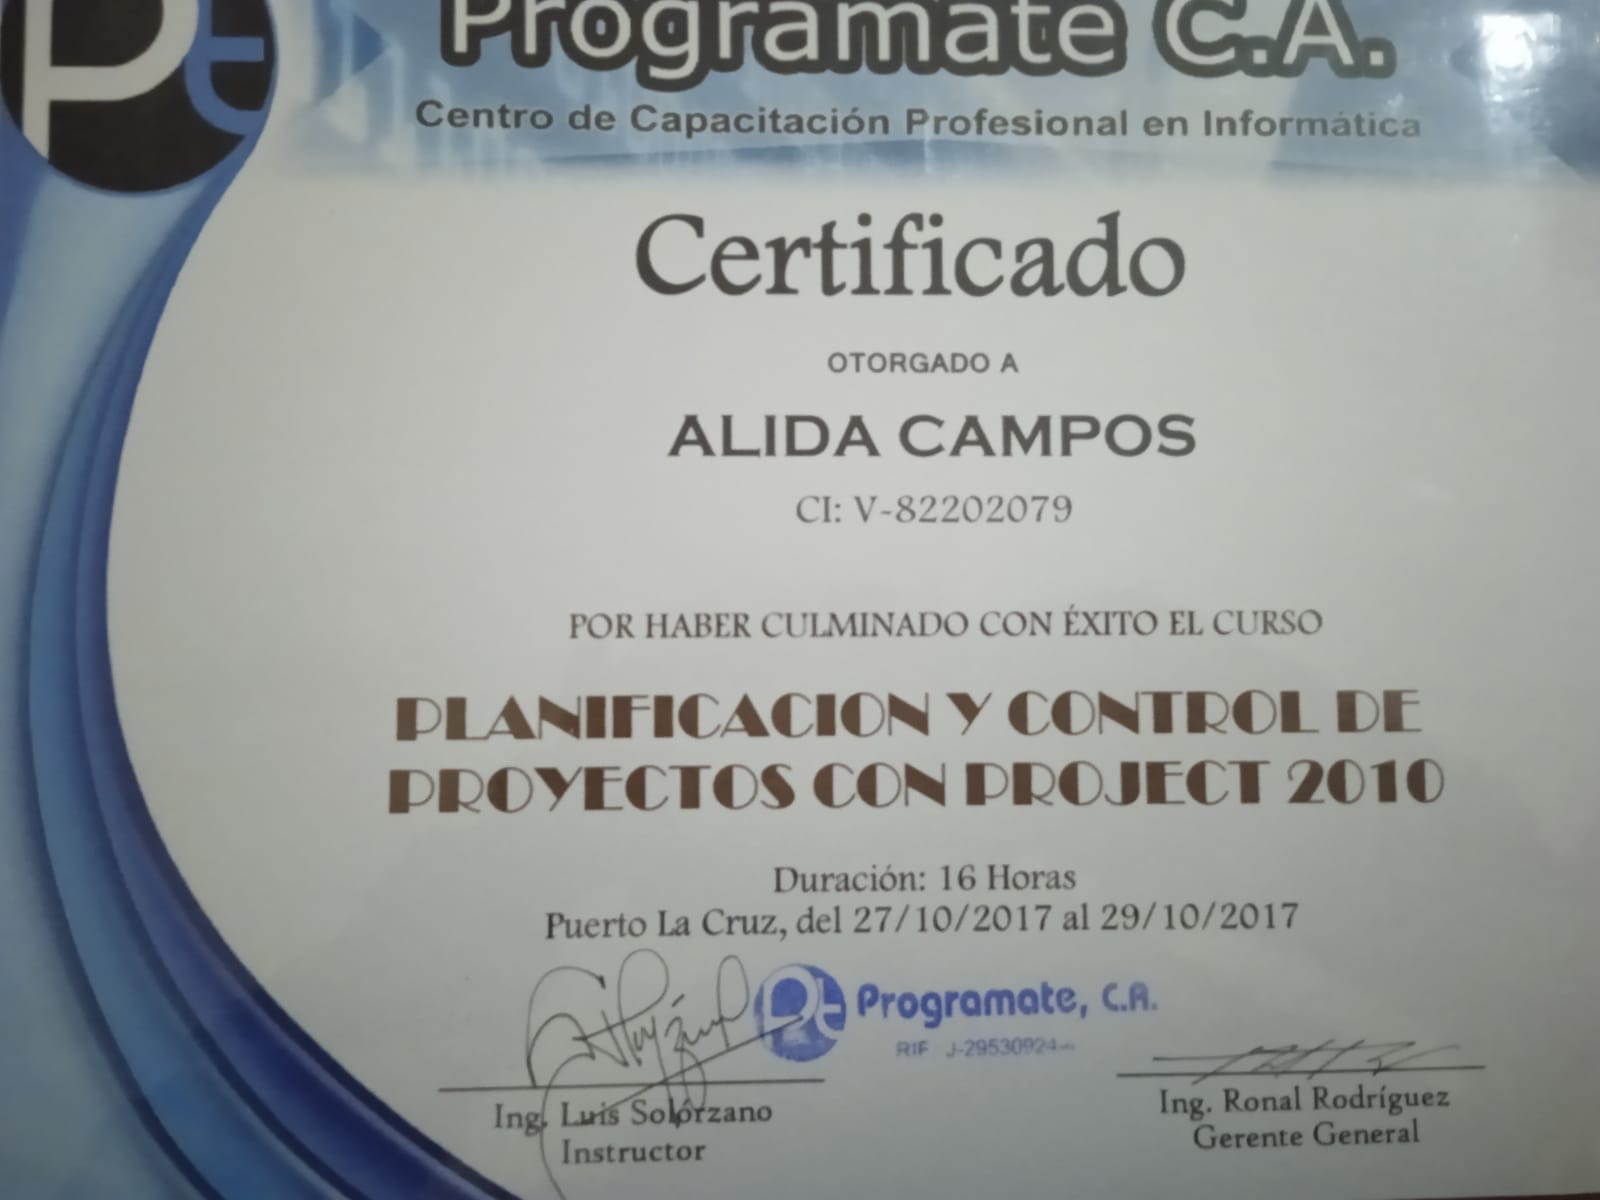 Pt
Programate C.A.
Centro de Capacitación Profesional en Informática
Certificado
OTORGADO A
ALIDA CAMPOS
CI: V-82202079
POR HABER CULMINADO CON ÉXITO EL CURSO
PLANIFICACION Y CONTROL DE
PROYECTOS CON PROJECT 2010
Duración: 16 Horas
Puerto La Cruz, del 27/10/2017 al 29/10/2017
Pt Programate, C.A.
RIF J-29530924
Ing. Luis Solórzano
Instructor
Ing. Ronal Rodríguez
Gerente General